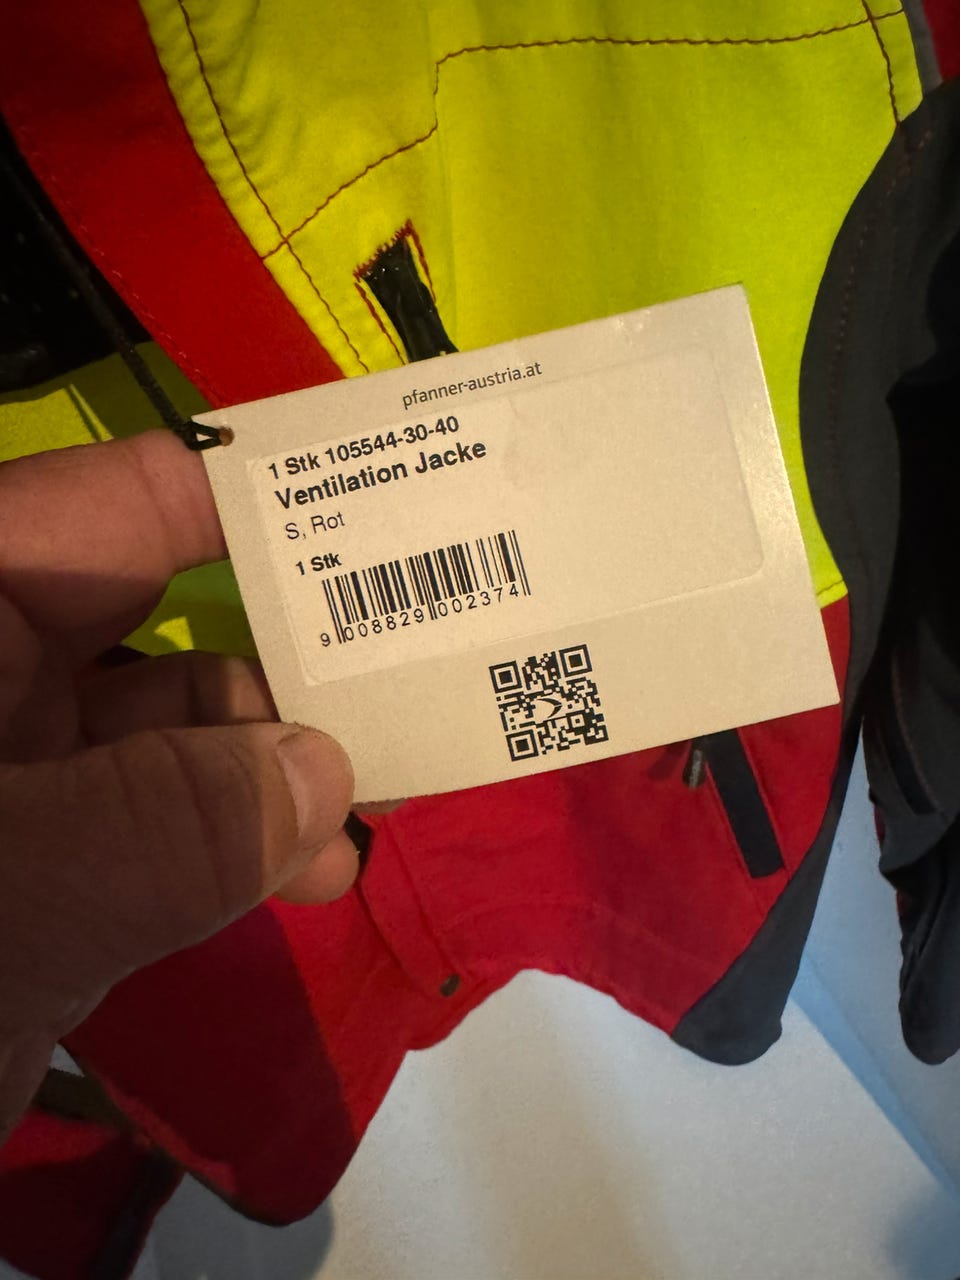 pfanner-austria.at
1 Stk 105544-30-40
Ventilation Jacke
S, Rot
1 Stk
9 008829 002374